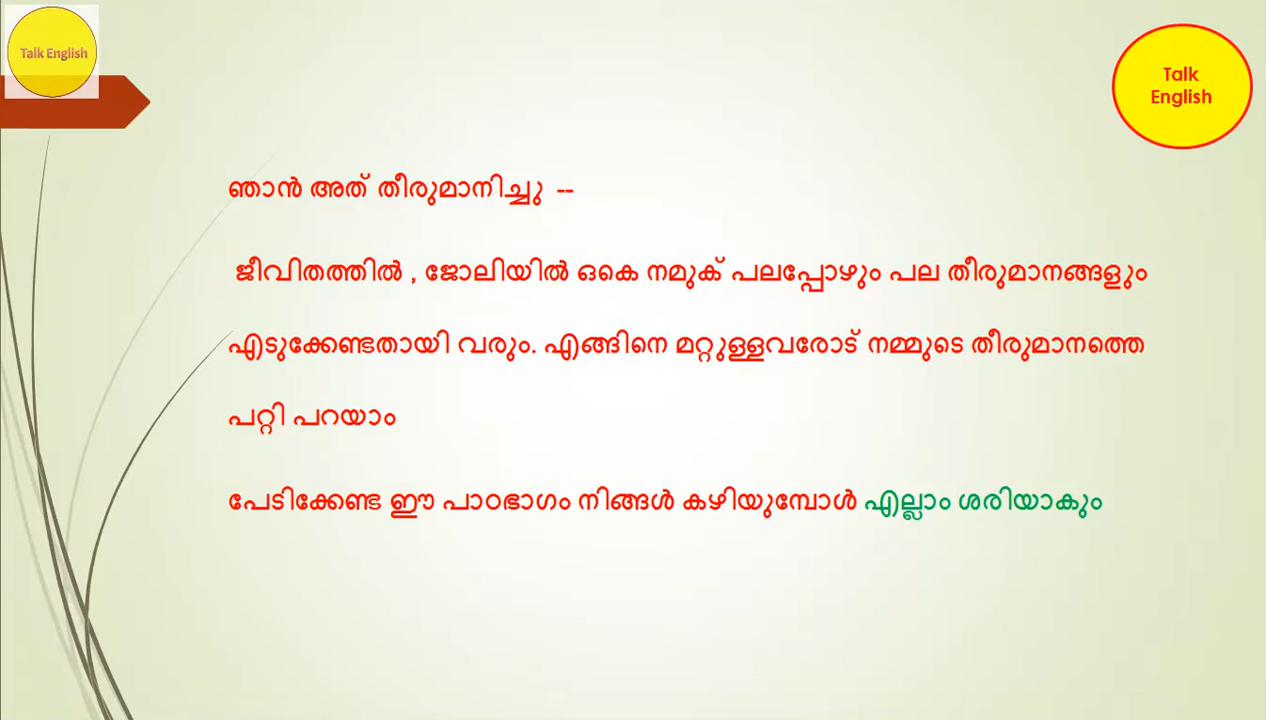 Talk English
Talk
English
ഞാൻ അത് തീരുമാനിച്ചു --
ജീവിതത്തിൽ , ജോലിയിൽ ഒകെ നമുക് പലപ്പോഴും പല തീരുമാനങ്ങളും
എടുക്കേണ്ടതായി വരും. എങ്ങിനെ മറ്റുള്ളവരോട് നമ്മുടെ തീരുമാനത്തെ
പറ്റി പറയാം
പേടിക്കേണ്ട ഈ പാഠഭാഗം നിങ്ങൾ കഴിയുമ്പോൾ എല്ലാം ശരിയാകും